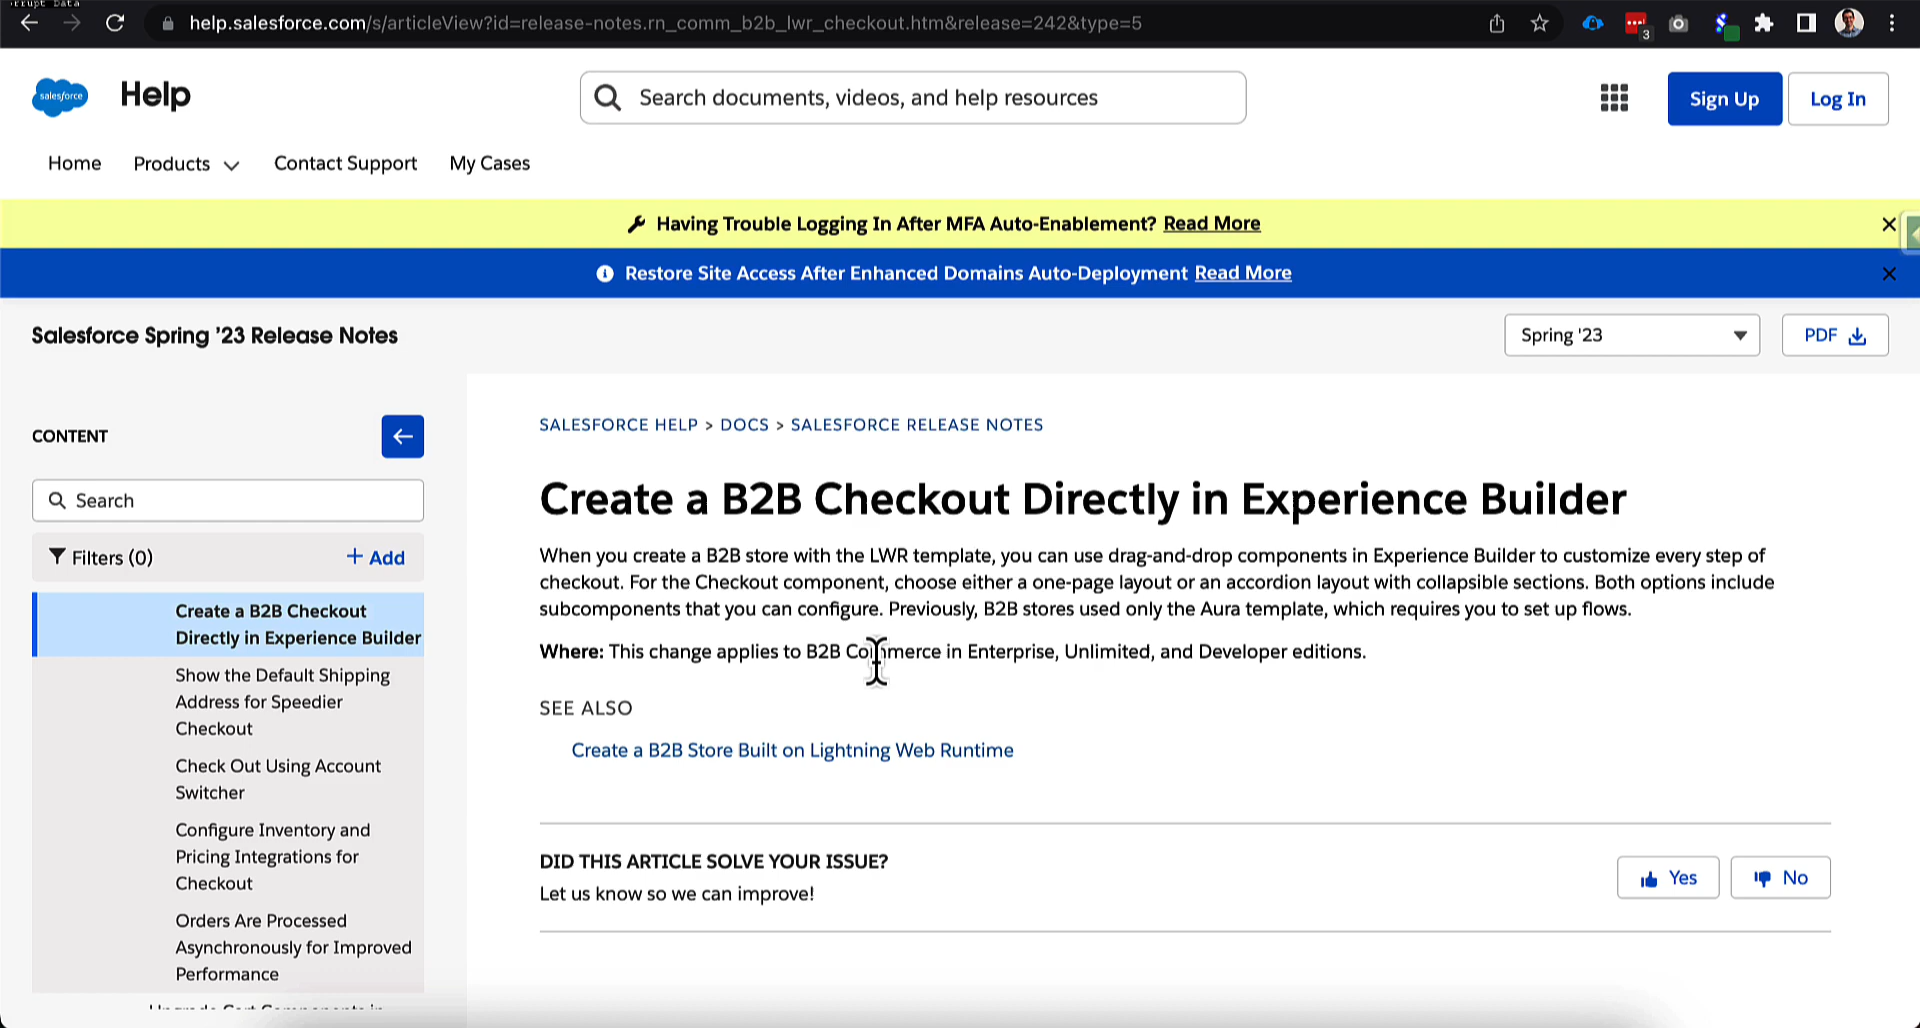 help.salesforce.com/s/articleView?id=release-notes.rn_comm_b2b_lwr_checkout.htm&release=242&type=5
3
salesforce
Help
Search documents, videos, and help resources
Sign Up
Log In
Home
Products
Contact Support
My Cases
Having Trouble Logging In After MFA Auto-Enablement? Read More
Restore Site Access After Enhanced Domains Auto-Deployment Read More
Salesforce Spring ’23 Release Notes
Spring '23
PDF
CONTENT
Search
Filters (0)
+ Add
Create a B2B Checkout
Directly in Experience Builder
Show the Default Shipping
Address for Speedier
Checkout
Check Out Using Account
Switcher
Configure Inventory and
Pricing Integrations for
Checkout
Orders Are Processed
Asynchronously for Improved
Performance
SALESFORCE HELP > DOCS > SALESFORCE RELEASE NOTES
Create a B2B Checkout Directly in Experience Builder
When you create a B2B store with the LWR template, you can use drag-and-drop components in Experience Builder to customize every step of
checkout. For the Checkout component, choose either a one-page layout or an accordion layout with collapsible sections. Both options include
subcomponents that you can configure. Previously, B2B stores used only the Aura template, which requires you to set up flows.
Where: This change applies to B2B Commerce in Enterprise, Unlimited, and Developer editions.
SEE ALSO
Create a B2B Store Built on Lightning Web Runtime
DID THIS ARTICLE SOLVE YOUR ISSUE?
Let us know so we can improve!
Yes
No